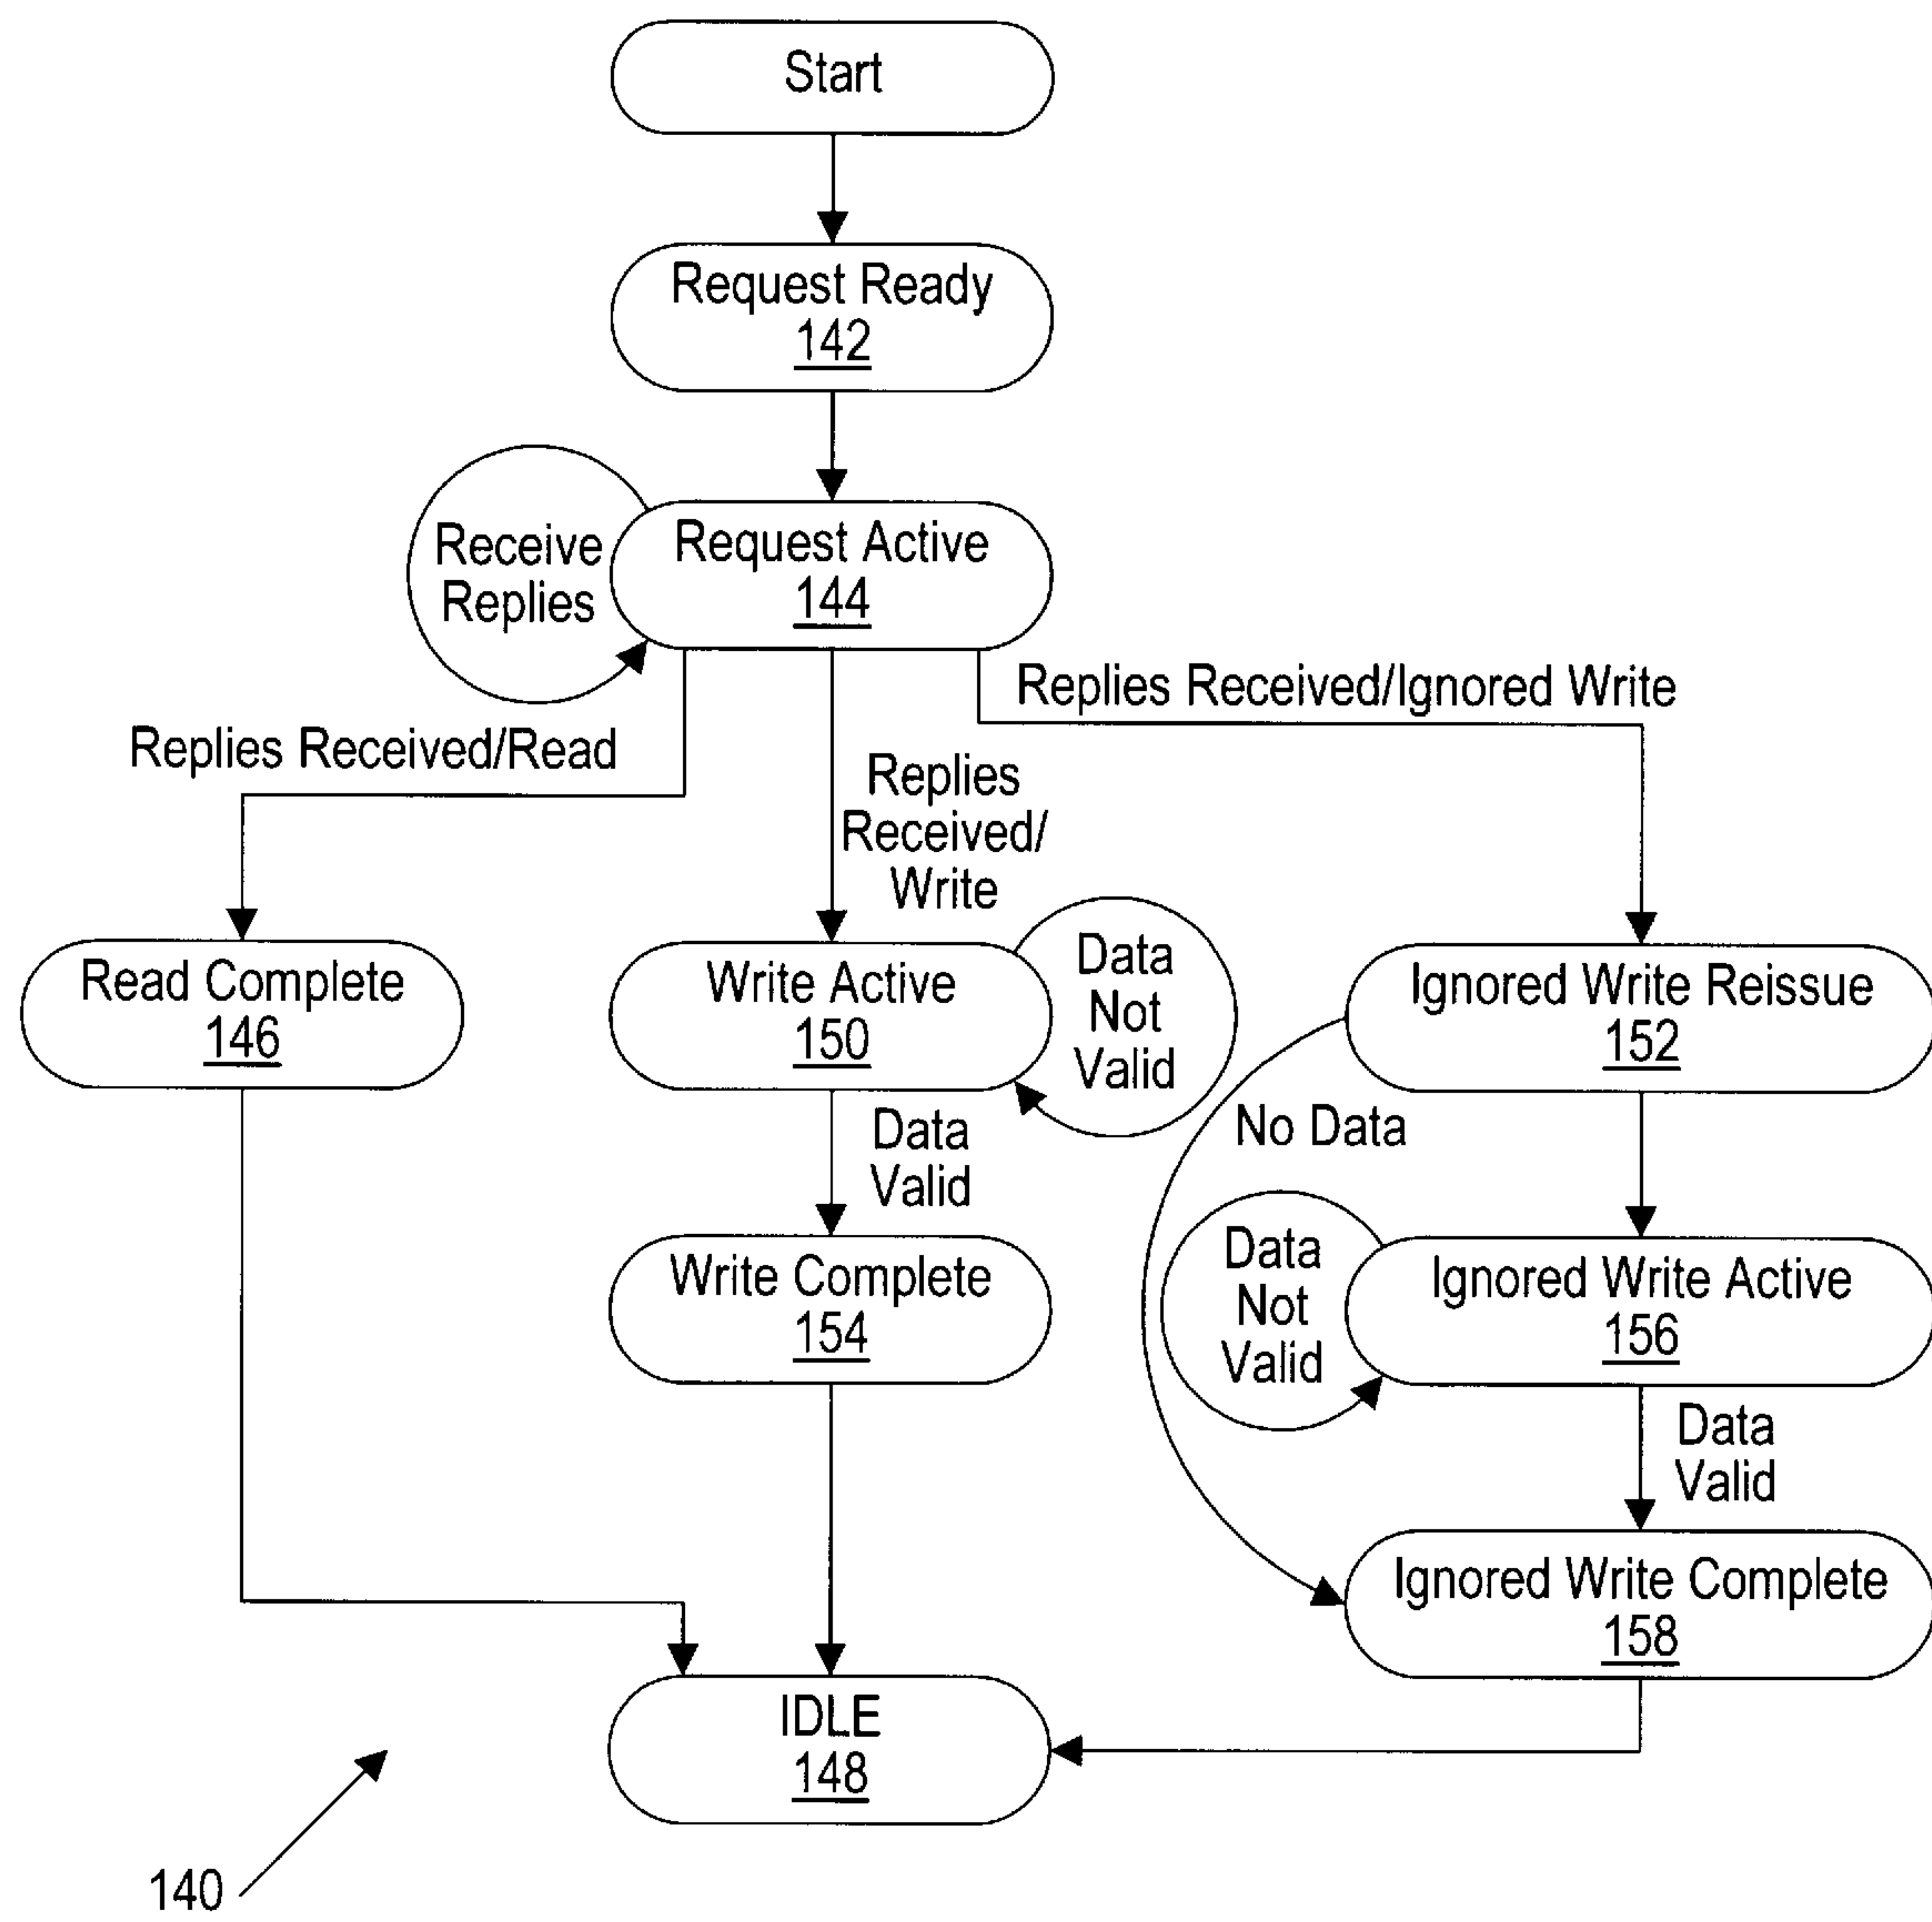 Start
Request Ready
142
Receive
Replies
Request Active
144
Replies Received/Ignored Write
Replies Received/Read
Replies
Received/
Write
Read Complete
146
Write Active
150
Data
Not
Valid
Ignored Write Reissue
152
Data
Valid
No Data
Write Complete
154
Data
Not
Valid
Ignored Write Active
156
Data
Valid
Ignored Write Complete
158
IDLE
148
140